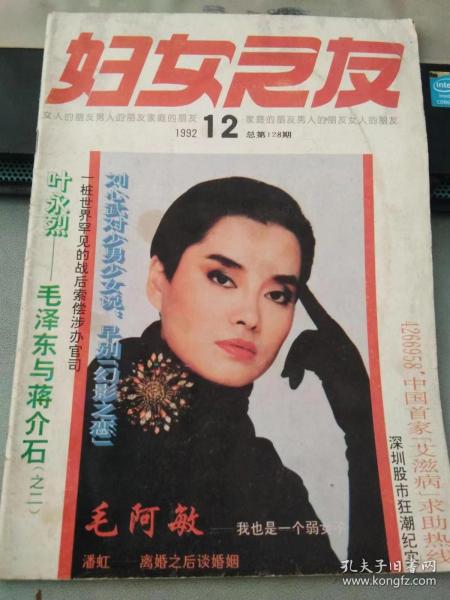 妇女之友
女人的朋友男人的朋友家庭的朋友
1992
12
总第128期
家庭的朋友男人的朋友女人的朋友
叶永烈——毛泽东与蒋介石(之二)
一桩世界罕见的战后索偿涉办官司
刘心武对少男少女说:早别「幻影之恋」
4266958,中国首家「艾滋病」求助热线
深圳股市狂潮纪实
毛阿敏——我也是一个弱女子
潘虹——离婚之后谈婚姻
intel
孔夫子旧书网
www.kongfz.com